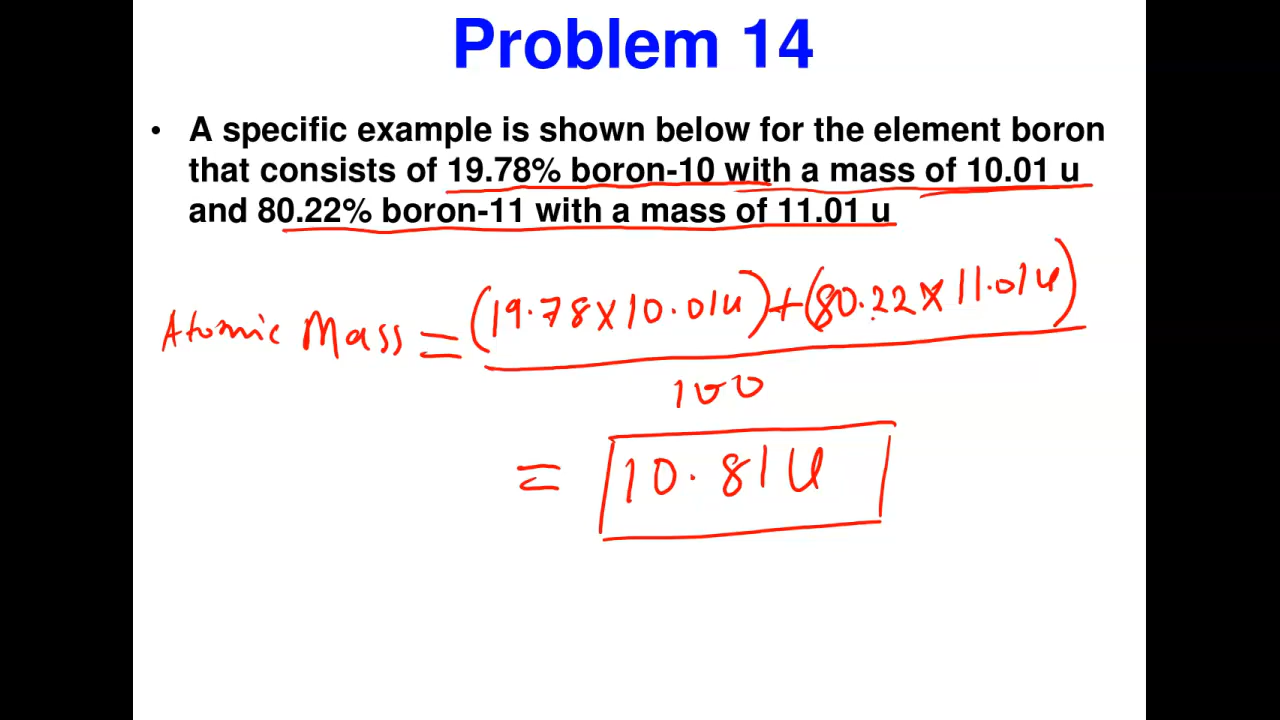 Problem 14
• A specific example is shown below for the element boron
that consists of 19.78% boron-10 with a mass of 10.01 u
and 80.22% boron-11 with a mass of 11.01 u
Atomic Mass = (19.78 x 10.01u) + (80.22 x 11.01u)
100
= 10.81 u